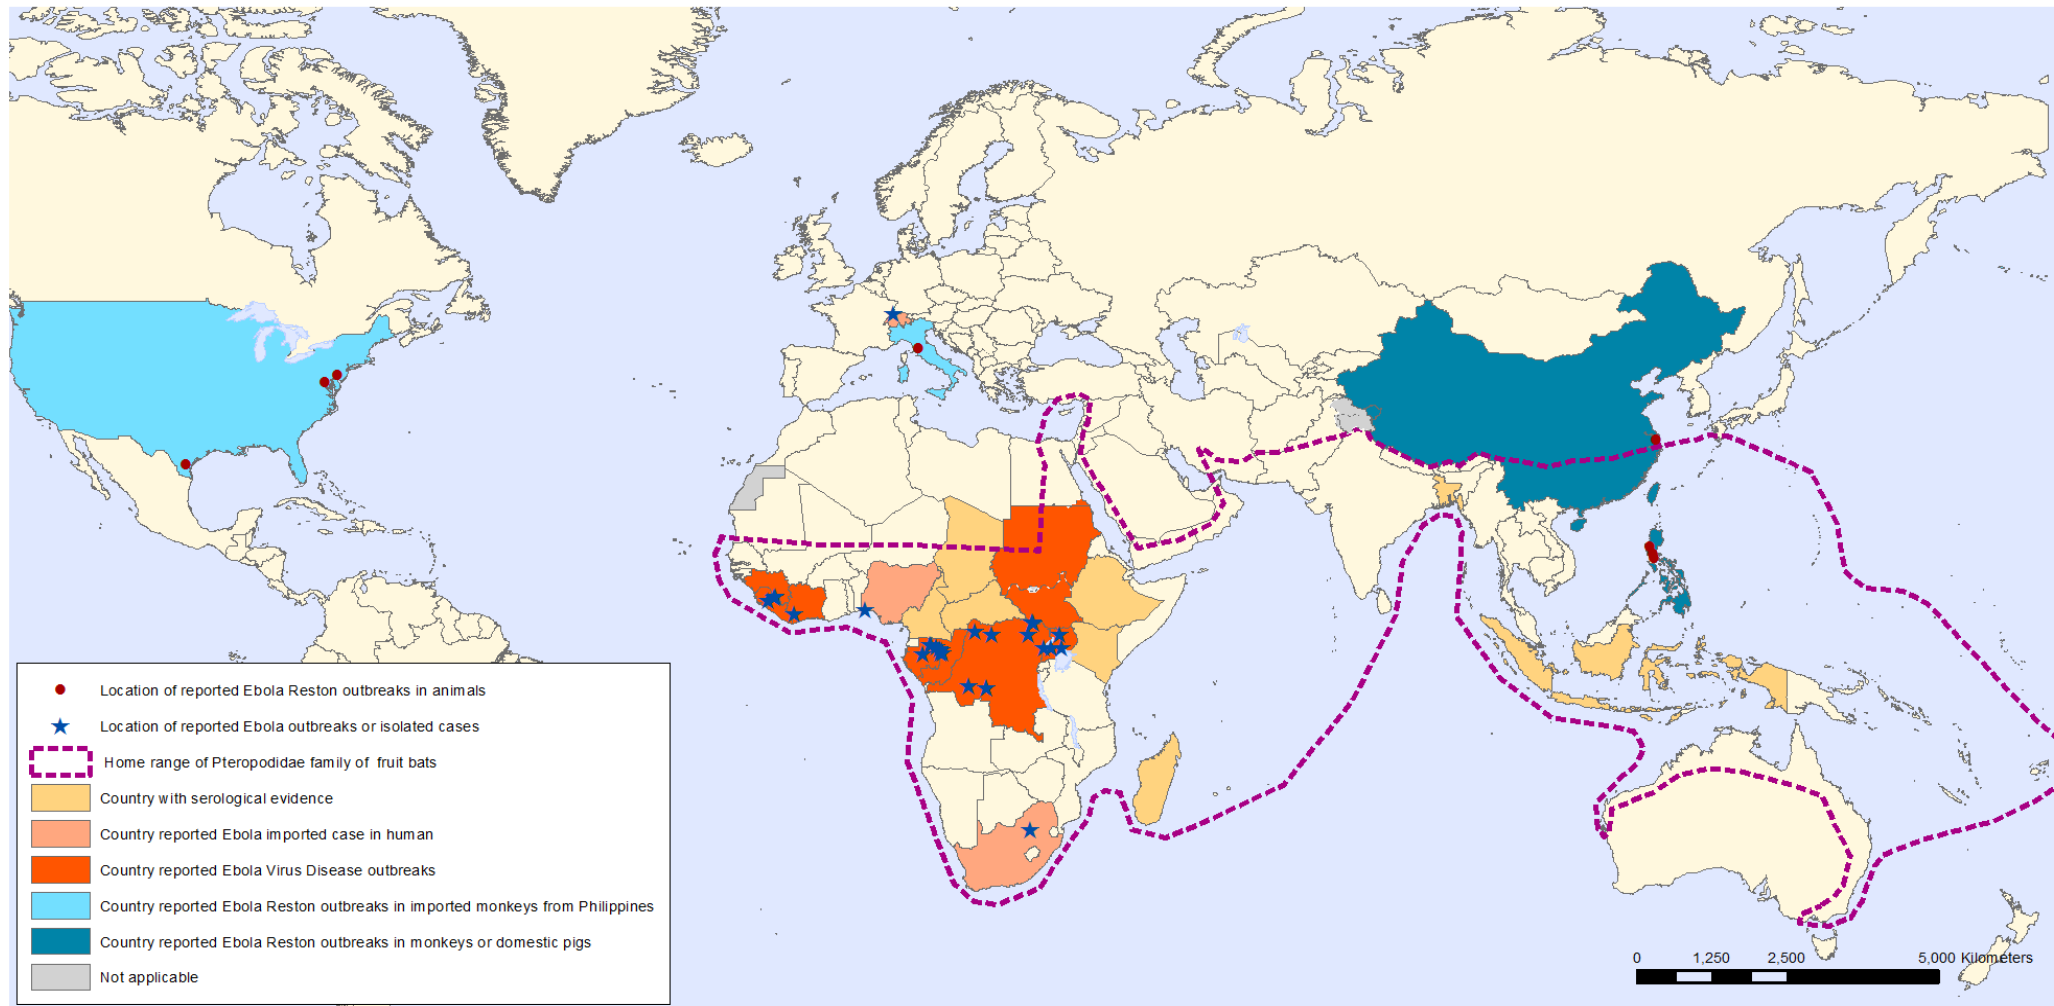 Location of reported Ebola Reston outbreaks in animals
Location of reported Ebola outbreaks or isolated cases
Home range of Pteropodidae family of fruit bats
Country with serological evidence
Country reported Ebola imported case in human
Country reported Ebola Virus Disease outbreaks
Country reported Ebola Reston outbreaks in imported monkeys from Philippines
Country reported Ebola Reston outbreaks in monkeys or domestic pigs
Not applicable
0 1,250 2,500 5,000 Kilometers